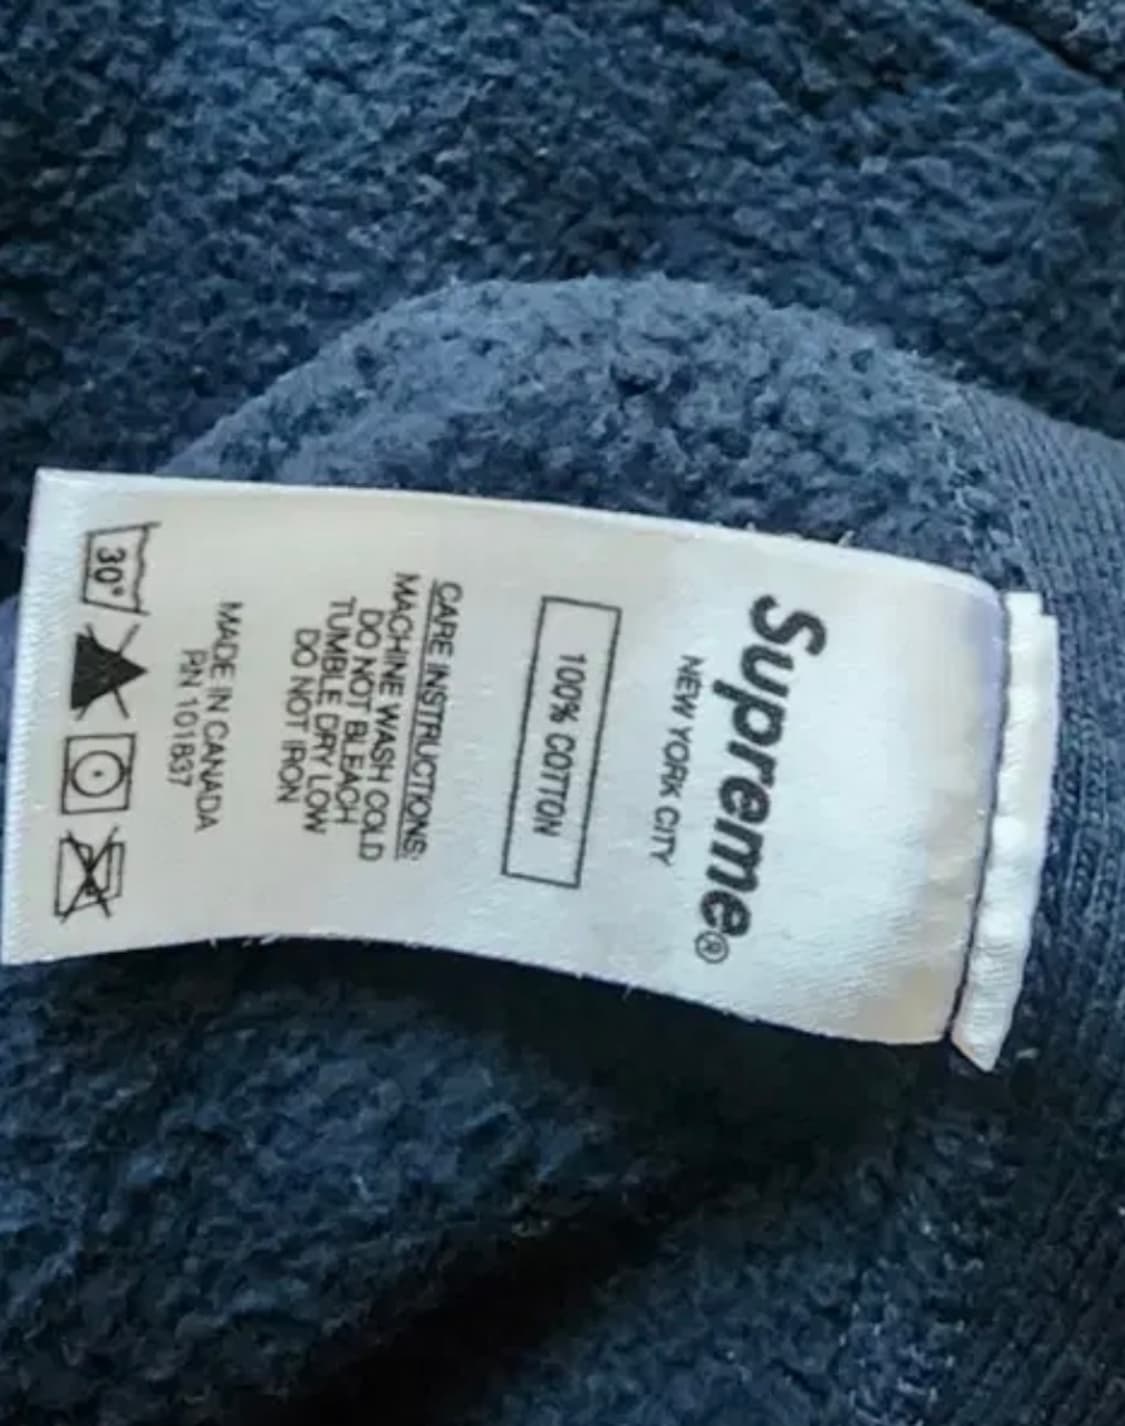 Supreme®
NEW YORK CITY
100% COTTON
CARE INSTRUCTIONS:
MACHINE WASH COLD
DO NOT BLEACH
TUMBLE DRY LOW
DO NOT IRON
MADE IN CANADA
RN 101837
30°